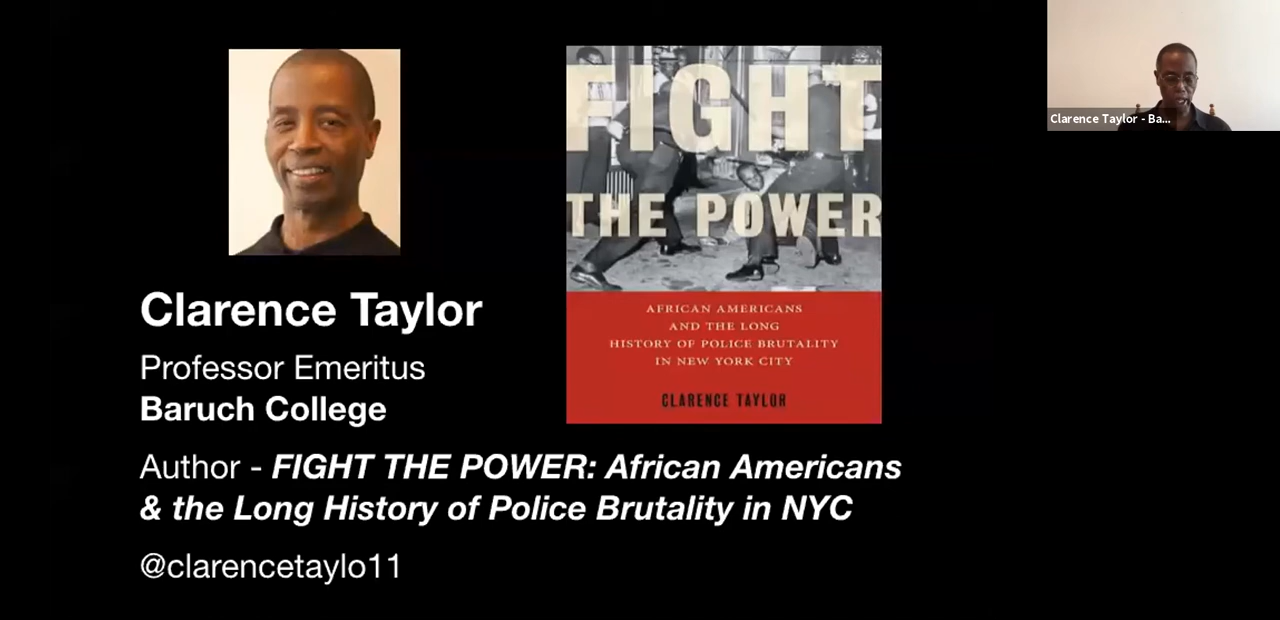 Clarence Taylor
Professor Emeritus
Baruch College
Author - FIGHT THE POWER: African Americans
& the Long History of Police Brutality in NYC
@clarencetaylo11
FIGHT
THE POWER
AFRICAN AMERICANS
AND THE LONG
HISTORY OF POLICE BRUTALITY
IN NEW YORK CITY
CLARENCE TAYLOR
Clarence Taylor - Ba...